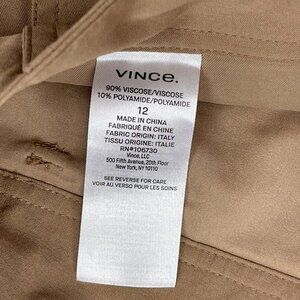 VINCE.
90% VISCOSE/VISCOSE
10% POLYAMIDE/POLYAMIDE
12
MADE IN CHINA
FABRIQUÉ EN CHINE
FABRIC ORIGIN: ITALY
TISSU ORIGINE: ITALIE
RN#106730
Vince, LLC
500 Fifth Avenue, 20th Floor
New York, NY 10110
SEE REVERSE FOR CARE
VOIR AU VERSO POUR LES SOINS